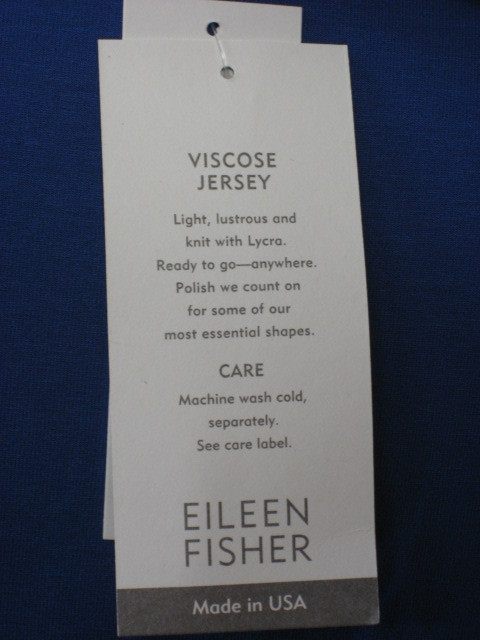 VISCOSE
JERSEY
Light, lustrous and
knit with Lycra.
Ready to go—anywhere.
Polish we count on
for some of our
most essential shapes.
CARE
Machine wash cold,
separately.
See care label.
EILEEN
FISHER
Made in USA